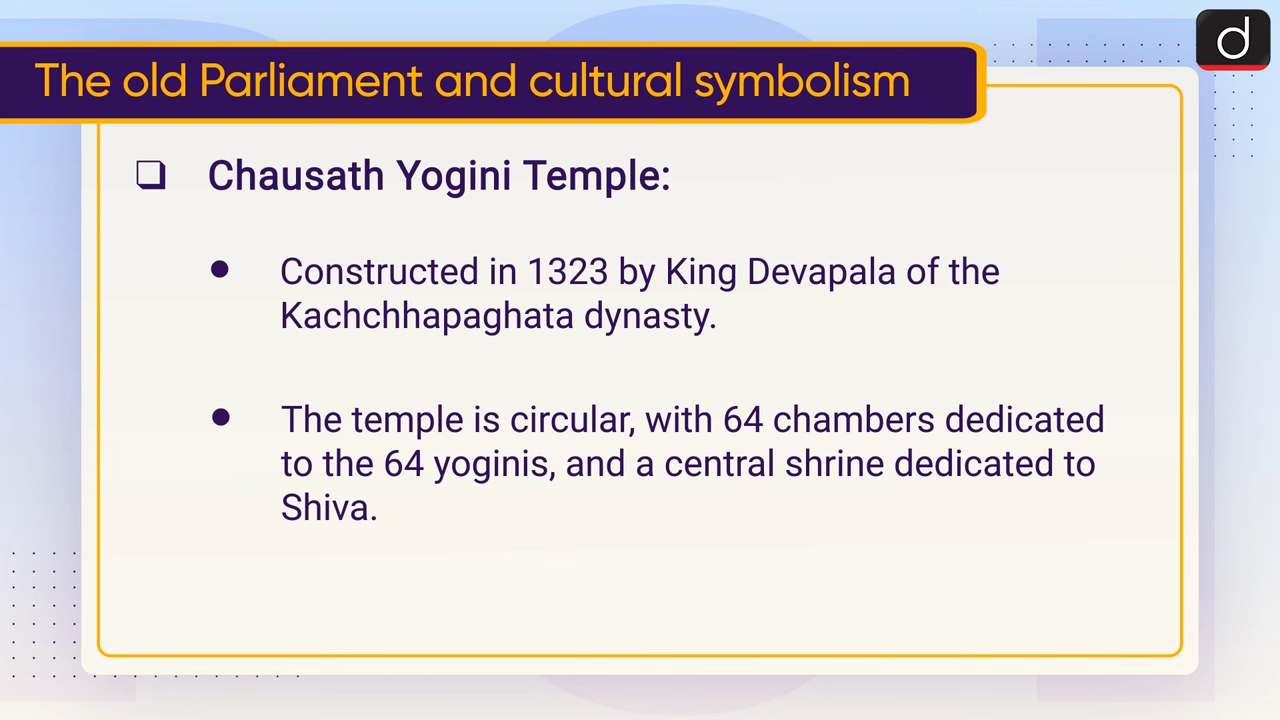 d
The old Parliament and cultural symbolism
❑ Chausath Yogini Temple:
● Constructed in 1323 by King Devapala of the
Kachchhapaghata dynasty.
● The temple is circular, with 64 chambers dedicated
to the 64 yoginis, and a central shrine dedicated to
Shiva.